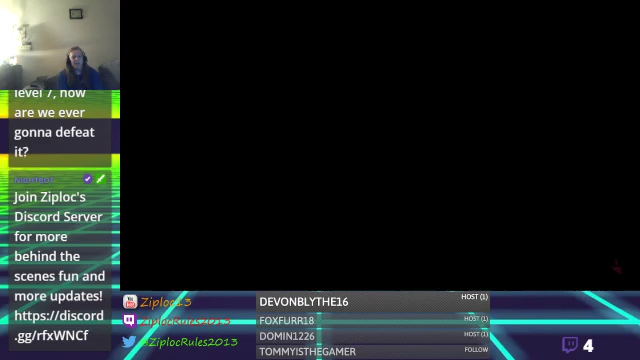 level 7, how
are we ever
gonna defeat
it?
Join Ziploc's
Discord Server
for more
behind the
scenes fun and
more updates!
https://discord
.gg/rfxWNCf
Ziploc13
ZiplocRules2013
@ZiplocRules2013
DEVONBLYTHE16 HOST (1)
FOXFURR18 HOST (1)
DOMIN1226 HOST (1)
TOMMYISTHEGAMER FOLLOW
4